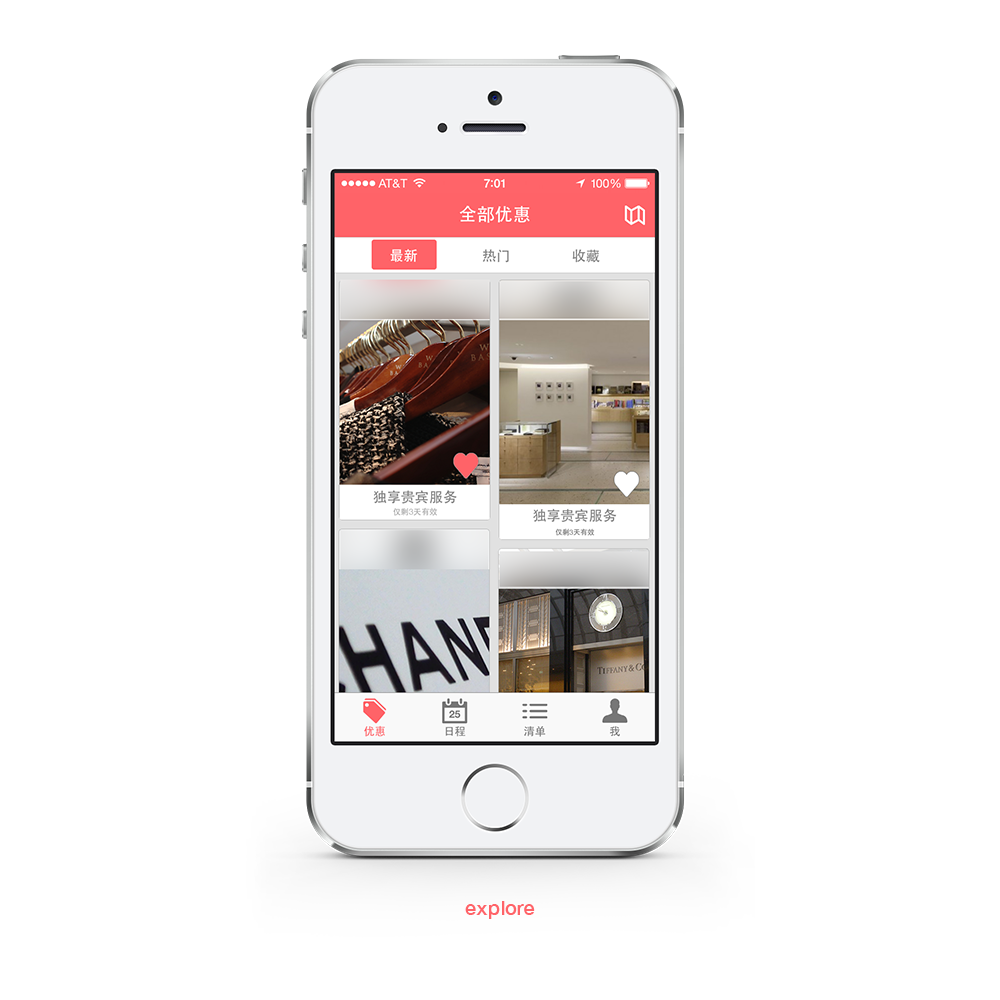 AT&T 7:01 100%
全部优惠
最新 热门 收藏
独享贵宾服务
仅剩3天有效
独享贵宾服务
仅剩3天有效
HANE
TIFFANY & CO
优惠 25 日程 清单 我
explore